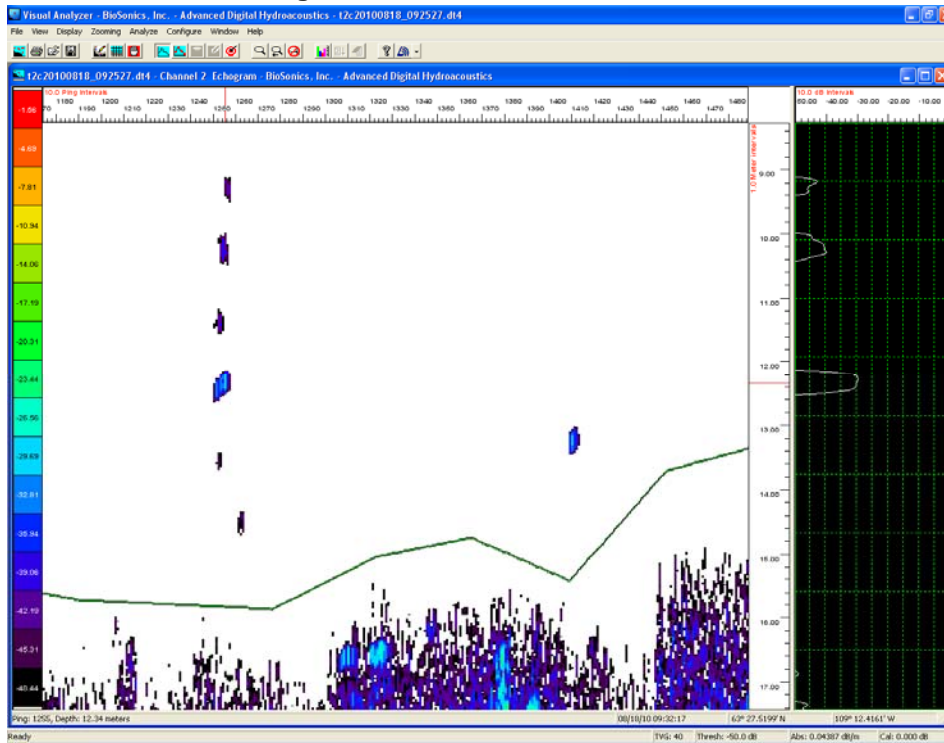 Visual Analyzer - BioSonics, Inc. - Advanced Digital Hydroacoustics - t2c20100818_092527.dt4
File View Display Zooming Analyze Configure Window Help
t2c20100818_092527.dt4 - Channel 2 Echogram - BioSonics, Inc. - Advanced Digital Hydroacoustics
10.0 Ping Intervals
70 1180 1190 1200 1210 1220 1230 1240 1250 1260 1270 1280 1290 1300 1310 1320 1330 1340 1350 1360 1370 1380 1390 1400 1410 1420 1430 1440 1450 1460 1470 1480
10.0 dB Intervals
60.00 -40.00 -30.00 -20.00 -10.00
1.0 Meter Intervals
-1.56
-4.69
-7.81
-10.94
-14.06
-17.19
-20.31
-23.44
-26.56
-29.69
-32.81
-35.94
-39.06
-42.19
-45.31
-48.44
9.00
10.00
11.00
12.00
13.00
14.00
15.00
16.00
17.00
Ping: 1255, Depth: 12.34 meters 08/18/10 09:32:17 63° 27.5199' N 109° 12.4161' W
Ready TVG: 40 Thresh: -50.0 dB Abs: 0.04387 dB/m Cal: 0.000 dB